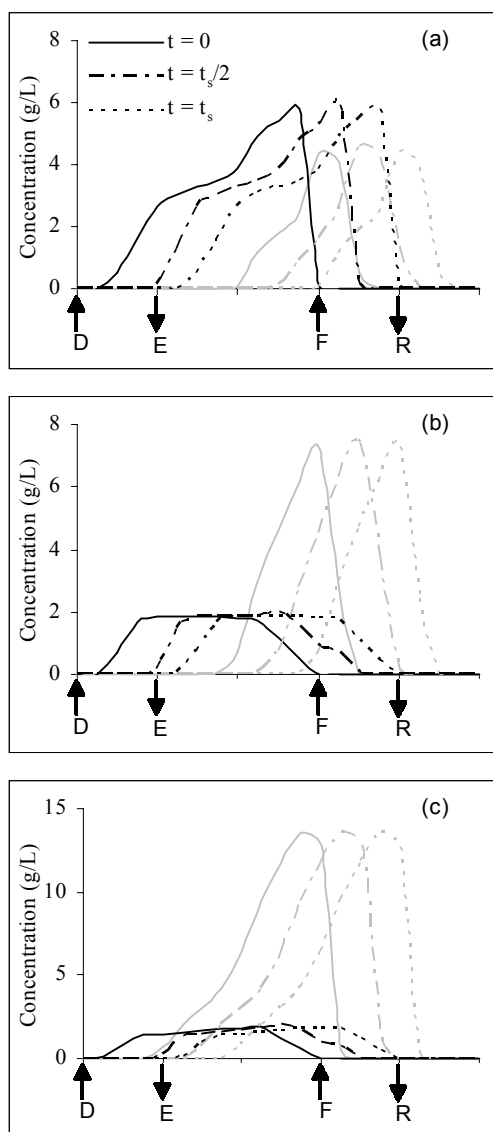 (a)
8
6
4
2
0
Concentration (g/L)
t = 0
t = tₛ/2
t = tₛ
D E F R
(b)
8
6
4
2
0
Concentration (g/L)
D E F R
(c)
15
10
5
0
Concentration (g/L)
D E F R